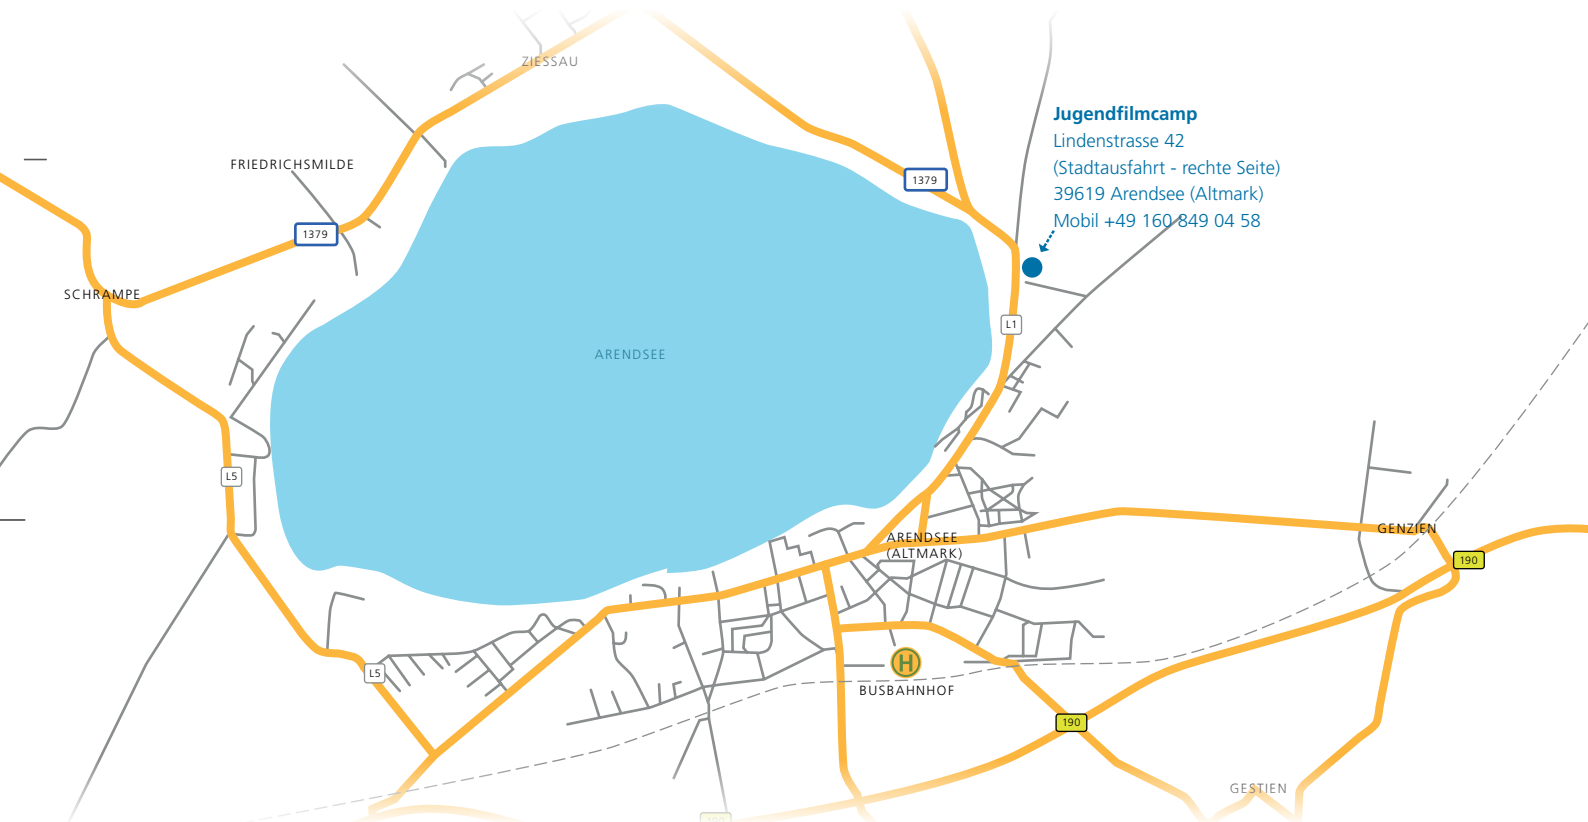 ZIESSAU
Jugendfilmcamp
Lindenstrasse 42
(Stadtausfahrt - rechte Seite)
39619 Arendsee (Altmark)
Mobil +49 160 849 04 58
FRIEDRICHSMILDE
1379
1379
SCHRAMPE
L1
ARENDSEE
L5
GENZIEN
ARENDSEE
(ALTMARK)
190
H
L5
BUSBAHNHOF
190
GESTIEN